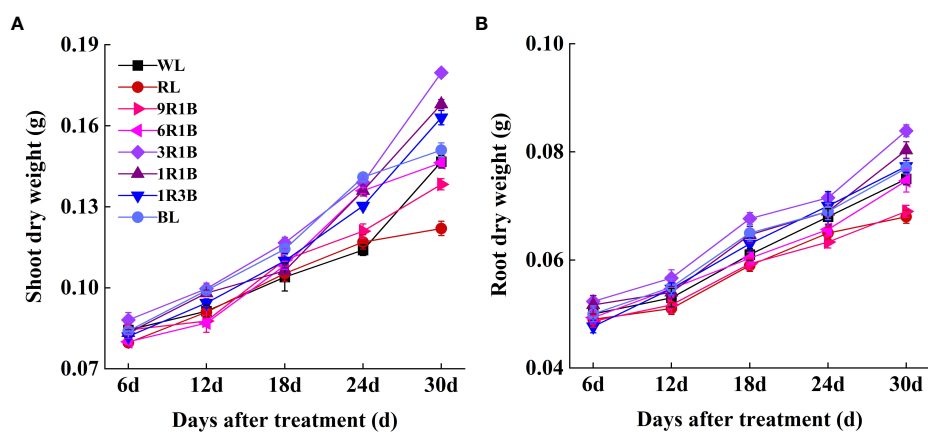 A
Shoot dry weight (g)
0.19
0.16
0.13
0.10
0.07
WL
RL
9R1B
6R1B
3R1B
1R1B
1R3B
BL
6d 12d 18d 24d 30d
Days after treatment (d)
B
Root dry weight (g)
0.10
0.08
0.06
0.04
6d 12d 18d 24d 30d
Days after treatment (d)